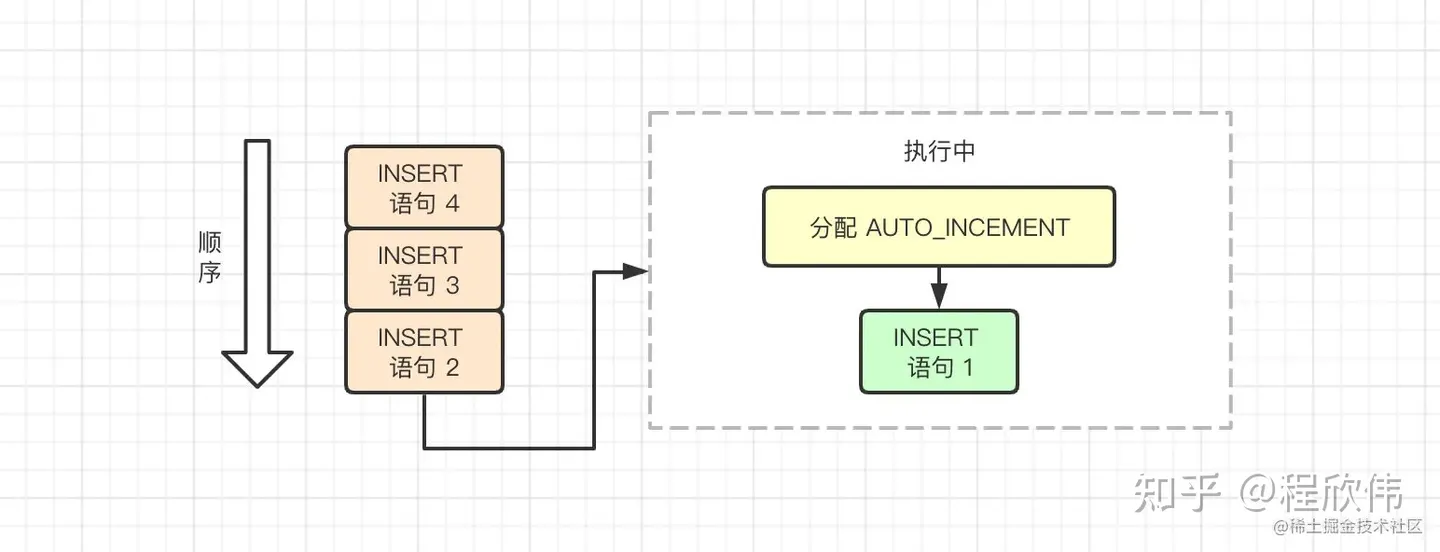 执行中
INSERT
语句 4
分配 AUTO_INCEMENT
顺
序
INSERT
语句 3
INSERT
语句 2
INSERT
语句 1
知乎 @程欣伟
@稀土掘金技术社区